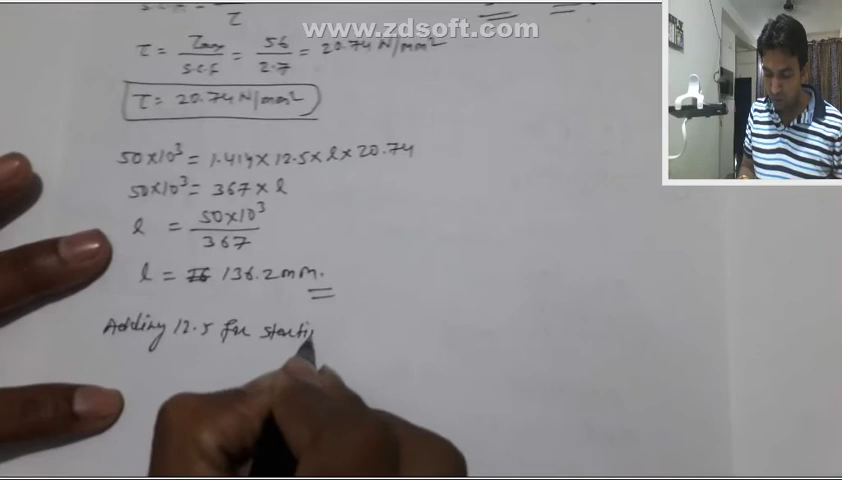 www.zdsoft.com
S.C.F =
τ
τ = τmax / S.C.F = 56 / 2.7 = 20.74 N/mm²
τ = 20.74 N/mm²
50×10³ = 1.414 × 12.5 × l × 20.74
50×10³ = 367 × l
l = 50×10³ / 367
l = 136.2 mm.
Adding 12.5 for starti